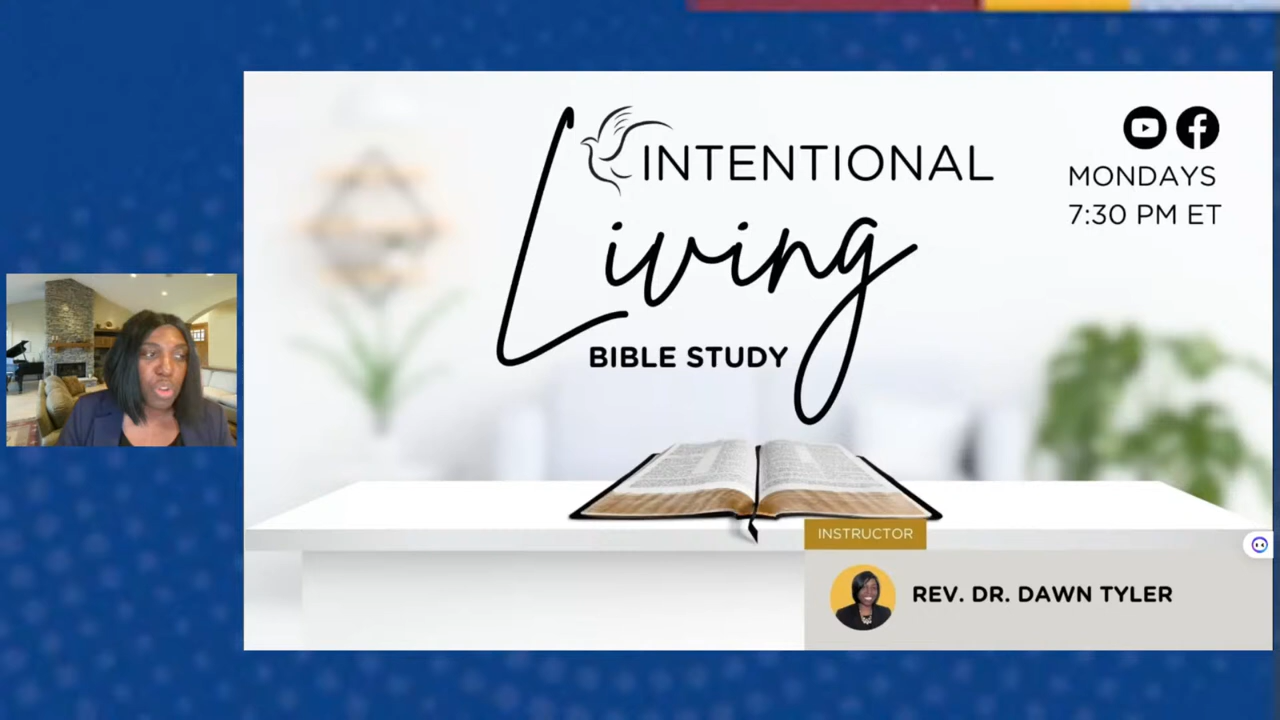 INTENTIONAL
Living
BIBLE STUDY
MONDAYS
7:30 PM ET
INSTRUCTOR
REV. DR. DAWN TYLER